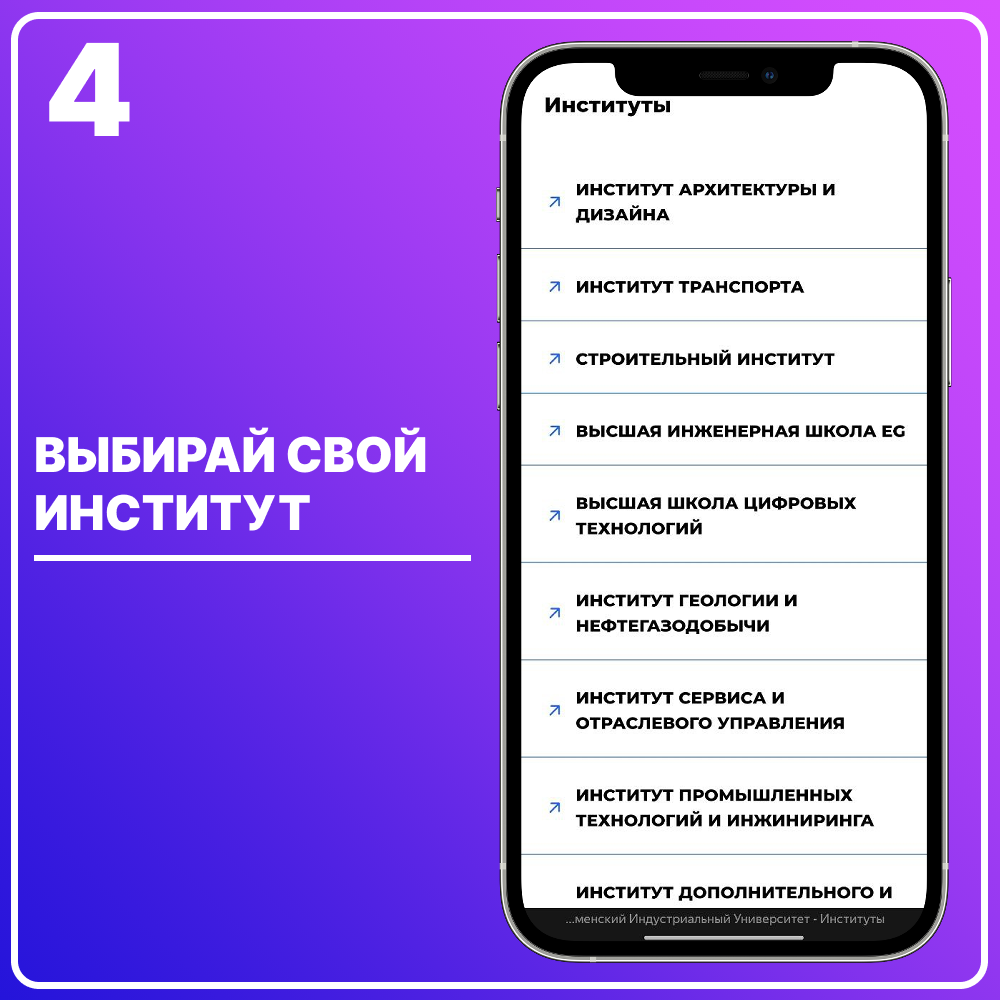 4
ВЫБИРАЙ СВОЙ
ИНСТИТУТ
Институты
ИНСТИТУТ АРХИТЕКТУРЫ И
ДИЗАЙНА
ИНСТИТУТ ТРАНСПОРТА
СТРОИТЕЛЬНЫЙ ИНСТИТУТ
ВЫСШАЯ ИНЖЕНЕРНАЯ ШКОЛА EG
ВЫСШАЯ ШКОЛА ЦИФРОВЫХ
ТЕХНОЛОГИЙ
ИНСТИТУТ ГЕОЛОГИИ И
НЕФТЕГАЗОДОБЫЧИ
ИНСТИТУТ СЕРВИСА И
ОТРАСЛЕВОГО УПРАВЛЕНИЯ
ИНСТИТУТ ПРОМЫШЛЕННЫХ
ТЕХНОЛОГИЙ И ИНЖИНИРИНГА
ИНСТИТУТ ДОПОЛНИТЕЛЬНОГО И
...менский Индустриальный Университет - Институты